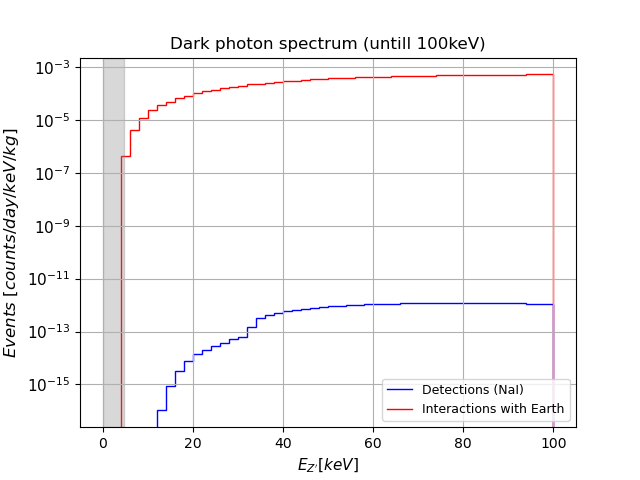 Dark photon spectrum (untill 100keV)
Events [counts/day/keV/kg]
10⁻³
10⁻⁵
10⁻⁷
10⁻⁹
10⁻¹¹
10⁻¹³
10⁻¹⁵
Detections (NaI)
Interactions with Earth
0 20 40 60 80 100
E_Z′[keV]